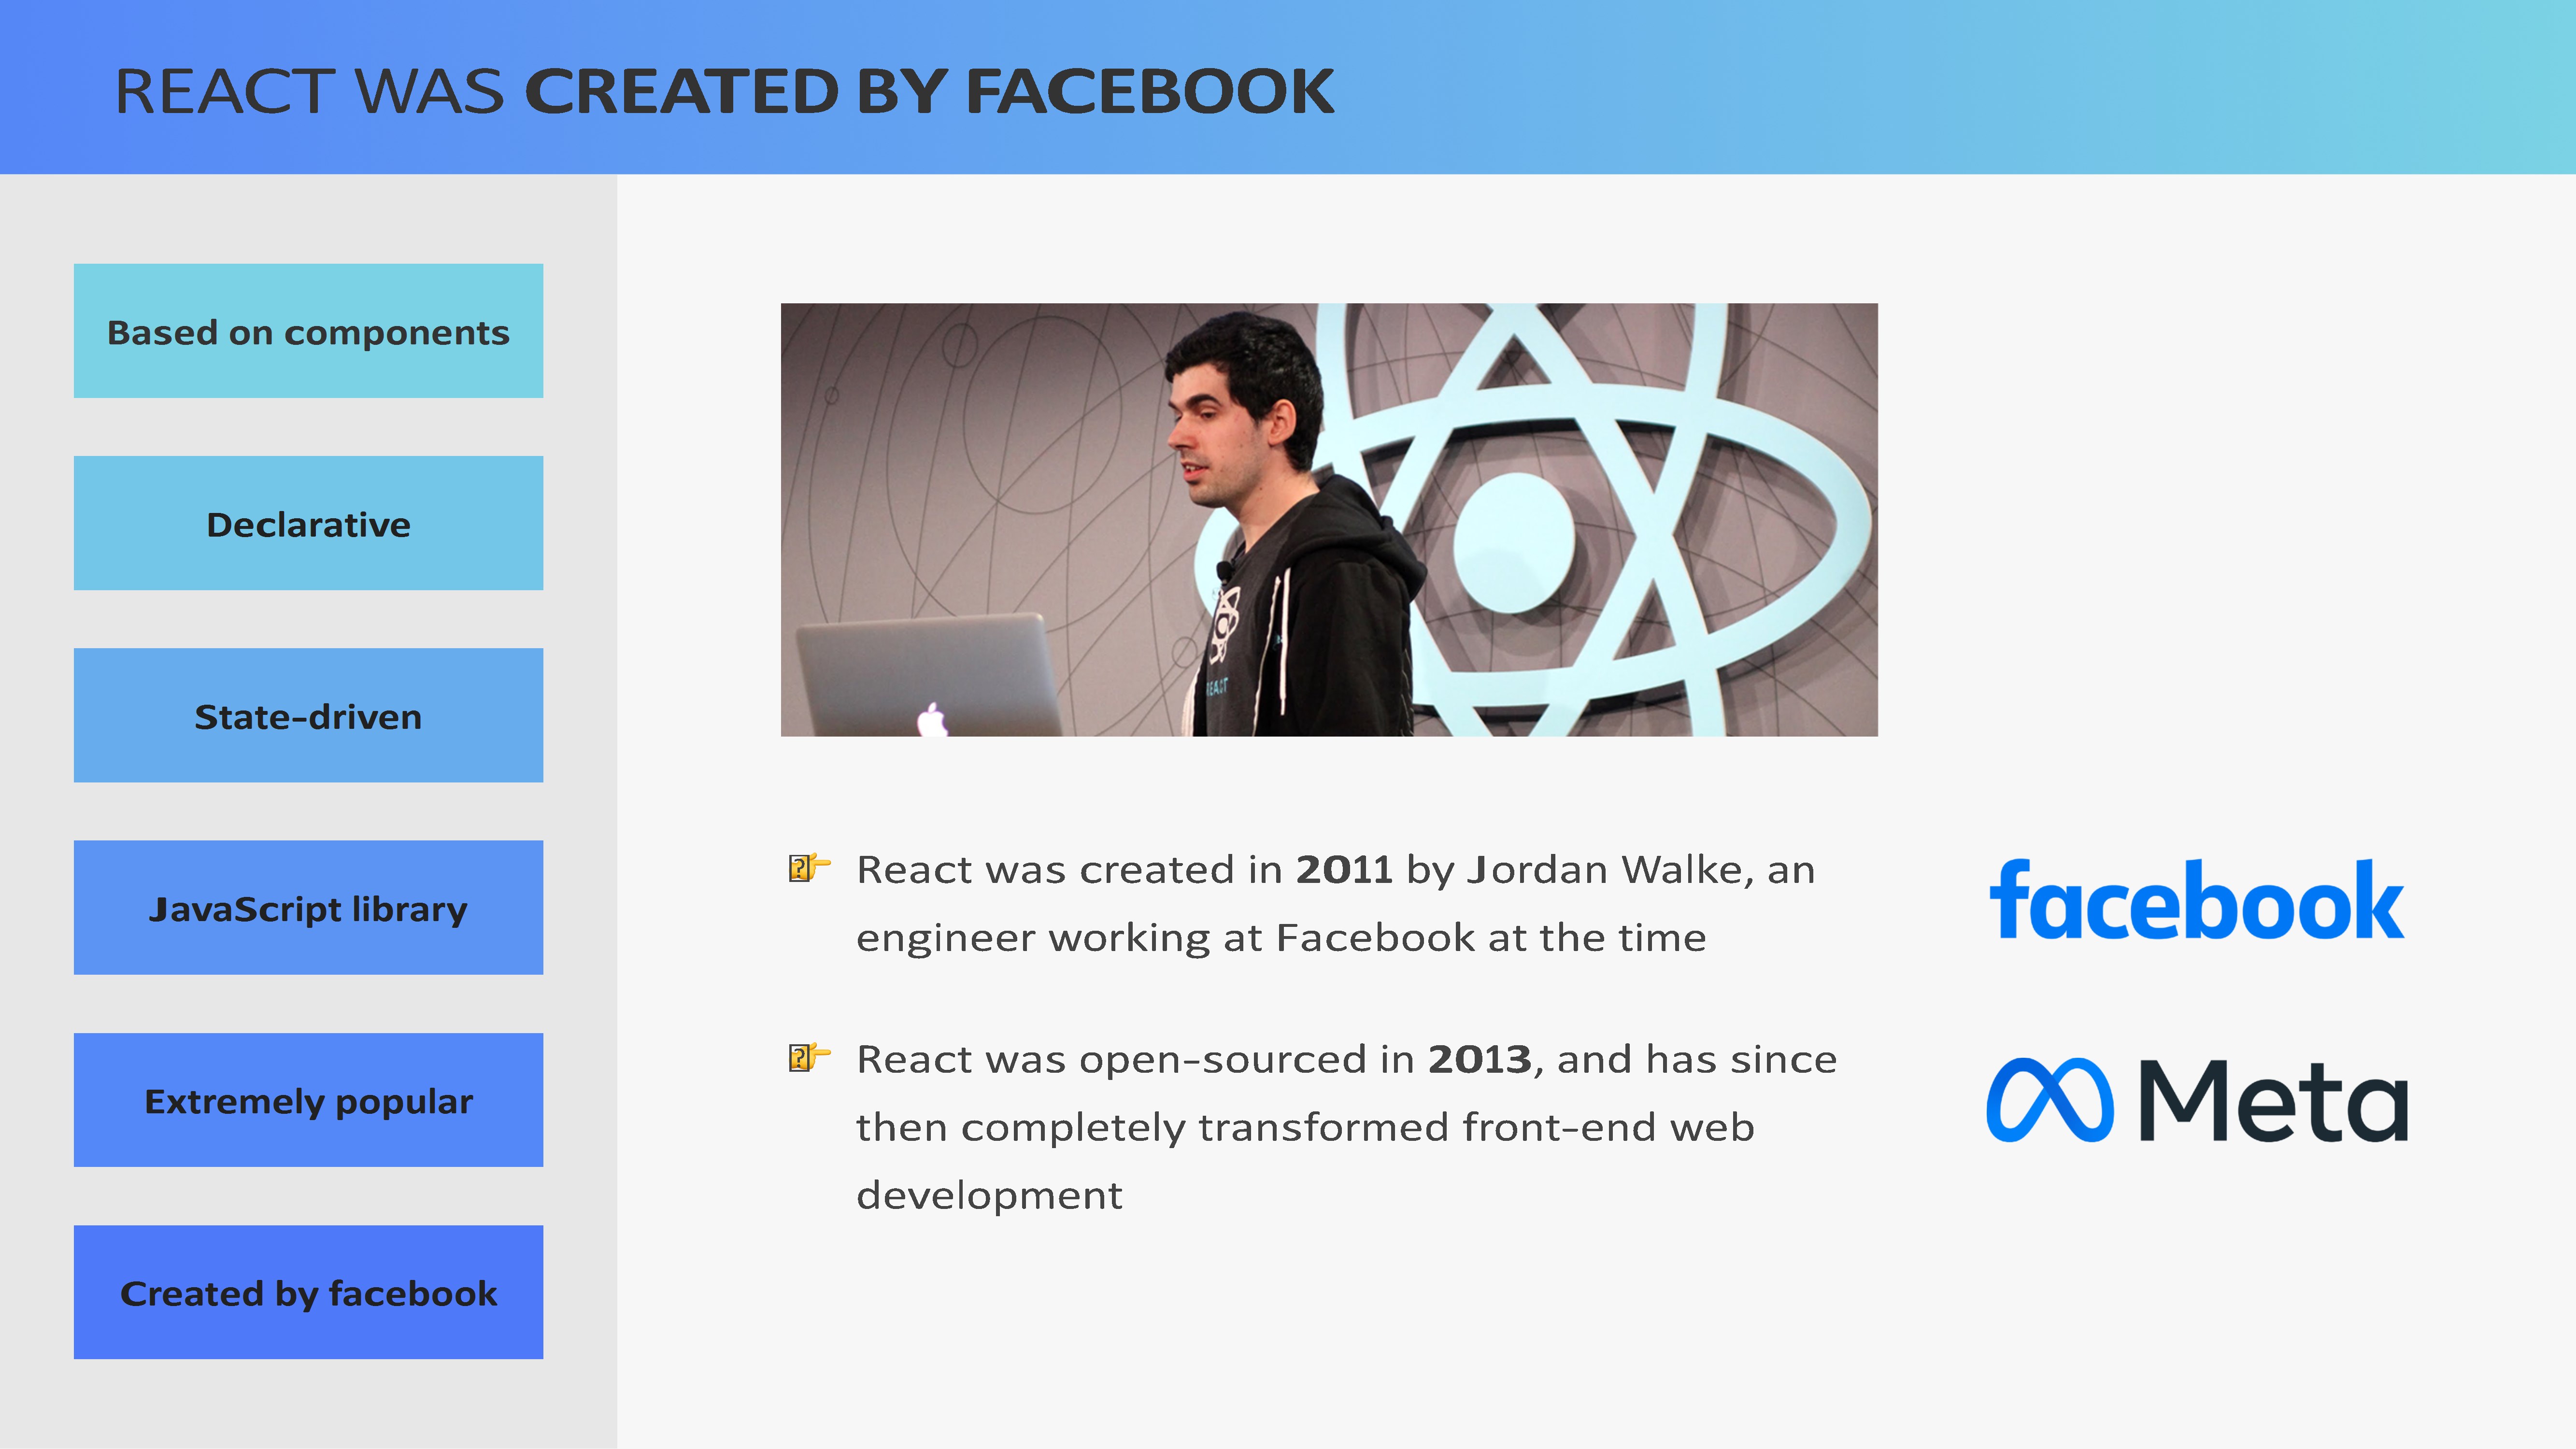 REACT WAS CREATED BY FACEBOOK
Based on components
Declarative
State-driven
JavaScript library
Extremely popular
Created by facebook
REACT
👉 React was created in 2011 by Jordan Walke, an
engineer working at Facebook at the time
👉 React was open-sourced in 2013, and has since
then completely transformed front-end web
development
facebook
Meta